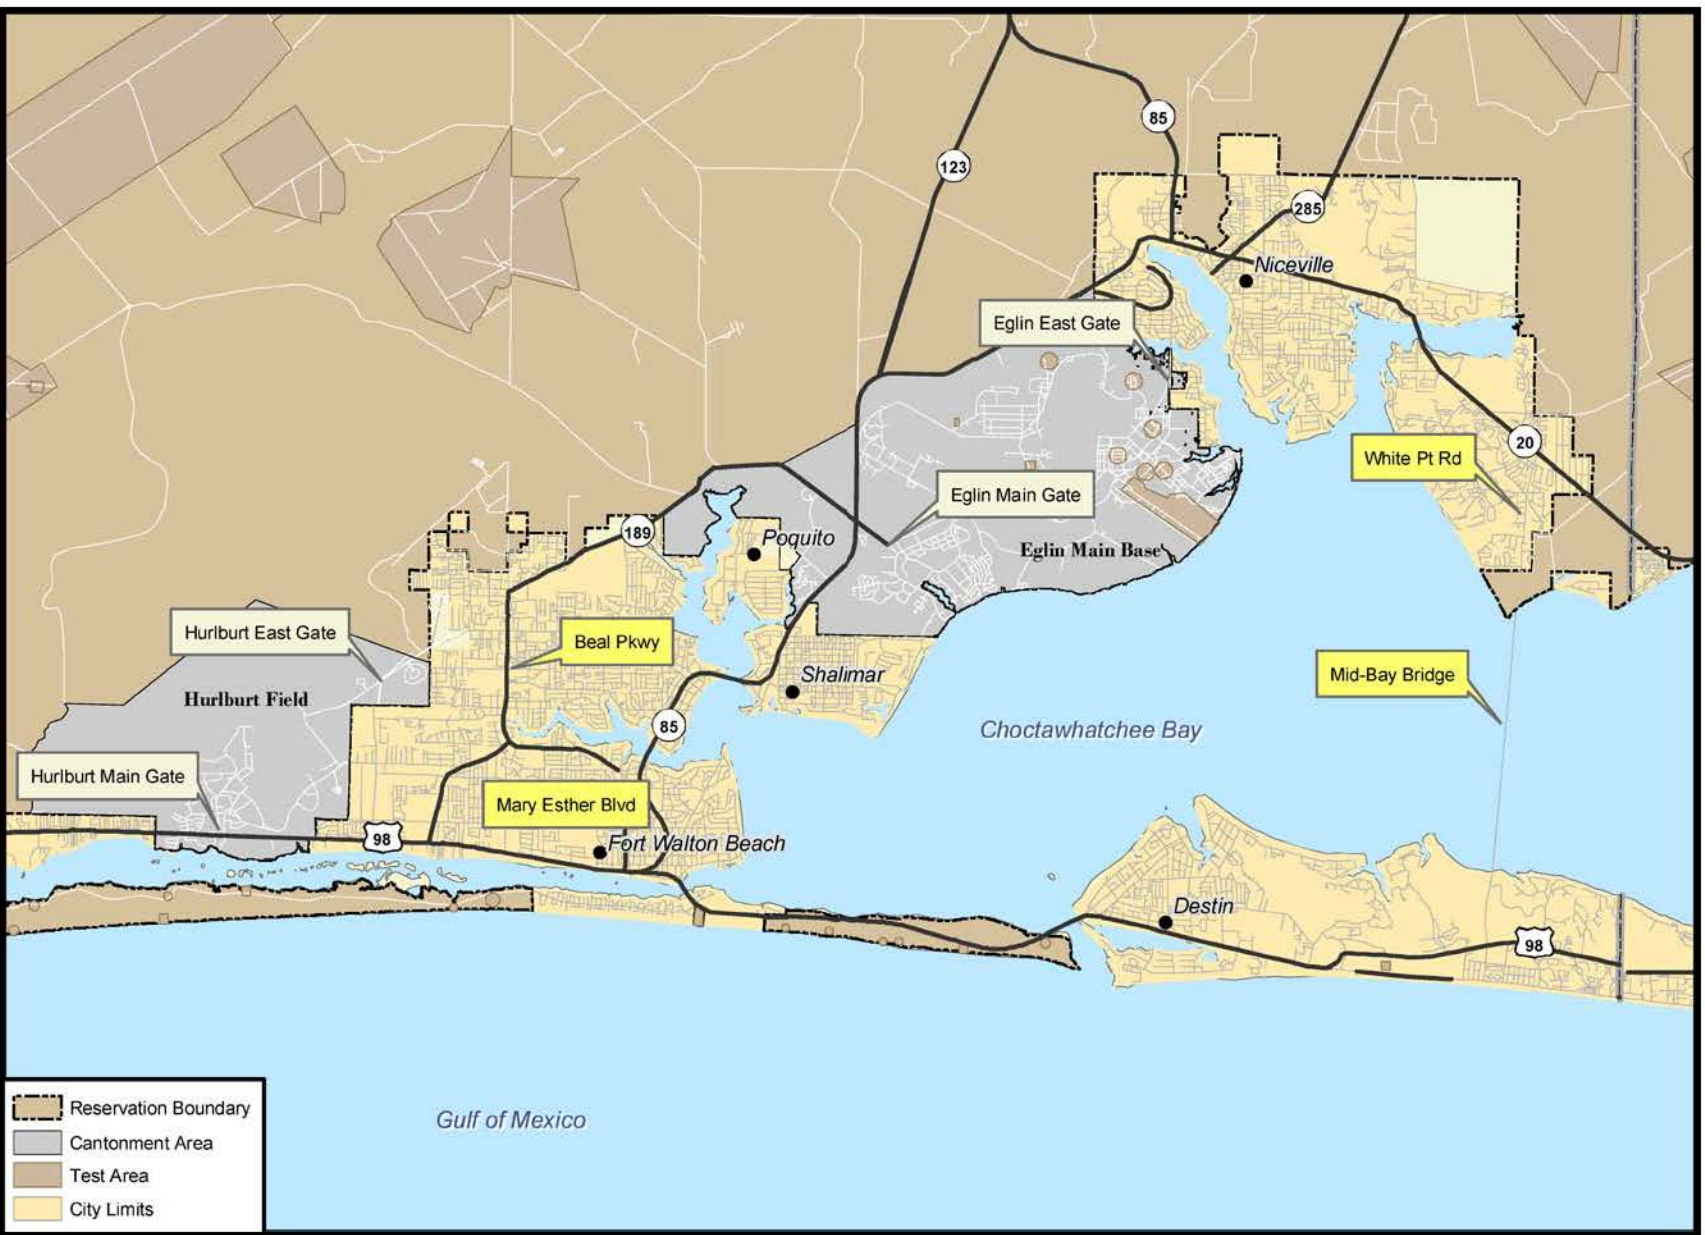 85
123
285
Niceville
Eglin East Gate
20
White Pt Rd
Eglin Main Gate
189
Poquito
Eglin Main Base
Hurlburt East Gate
Beal Pkwy
Shalimar
Mid-Bay Bridge
Hurlburt Field
85
Choctawhatchee Bay
Hurlburt Main Gate
Mary Esther Blvd
98
Fort Walton Beach
Destin
98
Gulf of Mexico
Reservation Boundary
Cantonment Area
Test Area
City Limits